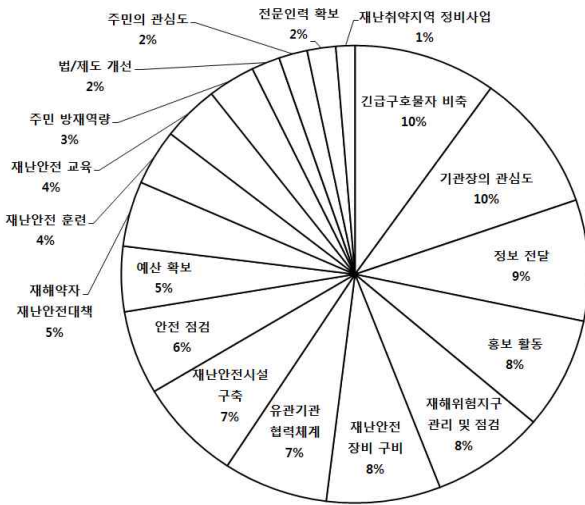 긴급구호물자 비축
10%
기관장의 관심도
10%
정보 전달
9%
홍보 활동
8%
재해위험지구
관리 및 점검
8%
재난안전
장비 구비
8%
유관기관
협력체계
7%
재난안전시설
구축
7%
안전 점검
6%
예산 확보
5%
재해약자
재난안전대책
5%
재난안전 훈련
4%
재난안전 교육
4%
주민 방재역량
3%
법/제도 개선
2%
주민의 관심도
2%
전문인력 확보
2%
재난취약지역 정비사업
1%